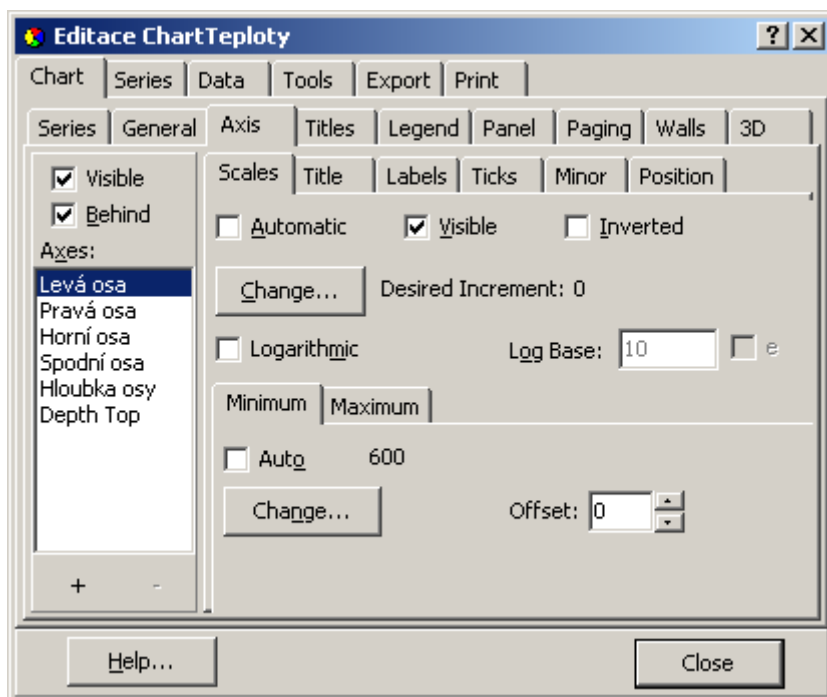 Editace ChartTeploty
Chart Series Data Tools Export Print
Series General Axis Titles Legend Panel Paging Walls 3D
Visible
Behind
Axes:
Levá osa
Pravá osa
Horní osa
Spodní osa
Hloubka osy
Depth Top
+ -
Scales Title Labels Ticks Minor Position
Automatic Visible Inverted
Change... Desired Increment: 0
Logarithmic Log Base: 10 e
Minimum Maximum
Auto 600
Change... Offset: 0
Help... Close